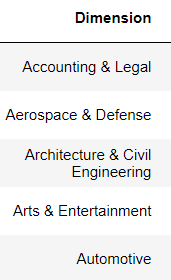 Dimension
Accounting & Legal
Aerospace & Defense
Architecture & Civil
Engineering
Arts & Entertainment
Automotive